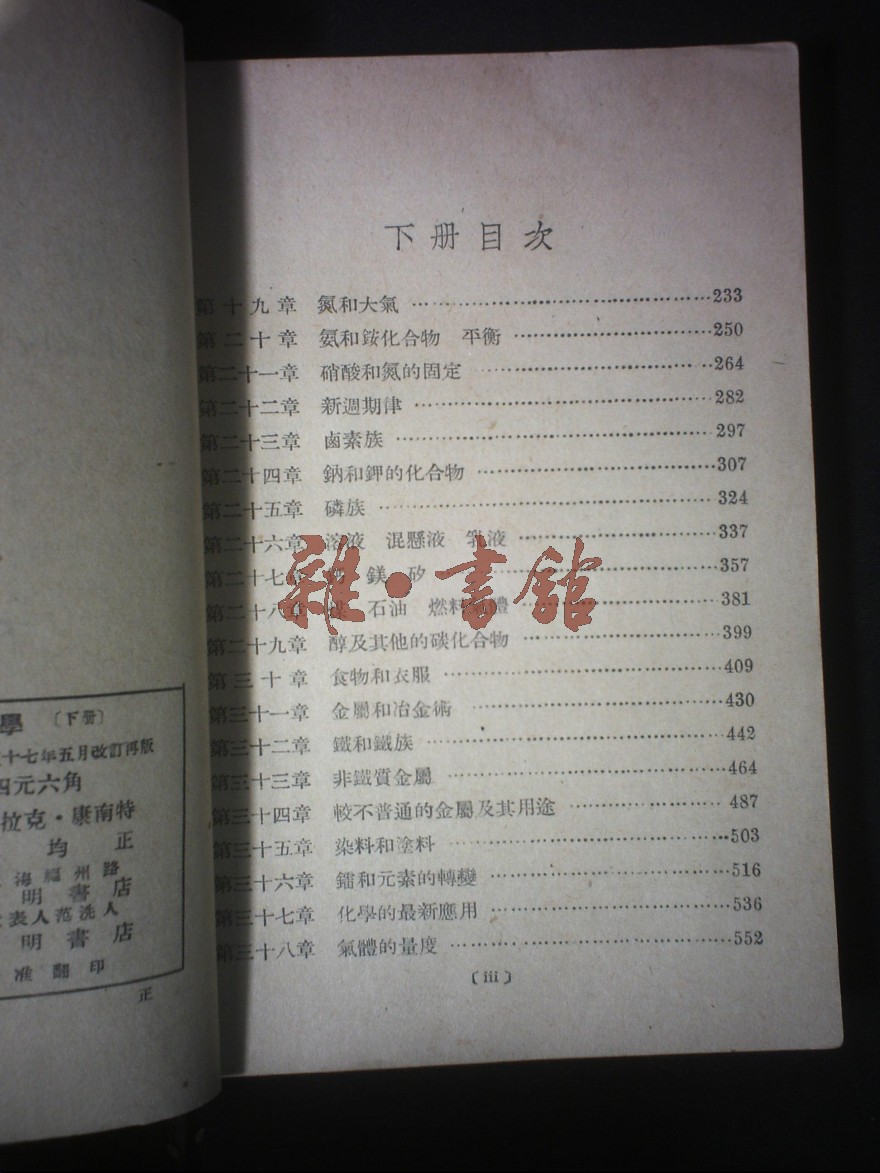 下册目次
第十九章 氮和大氣 233
第二十章 氨和銨化合物 平衡 250
第二十一章 硝酸和氮的固定 264
第二十二章 新週期律 282
第二十三章 鹵素族 297
第二十四章 鈉和鉀的化合物 307
第二十五章 磷族 324
第二十六章 溶液 混懸液 乳液 337
第二十七章 鎂 矽 357
第二十八章 石油 燃料 體 381
第二十九章 醇及其他的碳化合物 399
第三十章 食物和衣服 409
第三十一章 金屬和冶金術 430
第三十二章 鐵和鐵族 442
第三十三章 非鐵質金屬 464
第三十四章 較不普通的金屬及其用途 487
第三十五章 染料和塗料 503
第三十六章 鐳和元素的轉變 516
第三十七章 化學的最新應用 536
第三十八章 氣體的量度 552
(iii)
雜·書館
學 〔下册〕
十七年五月改訂再版
四元六角
拉克·康南特
均正
海福州路
明書店
表人范洗人
明書店
准翻印
正